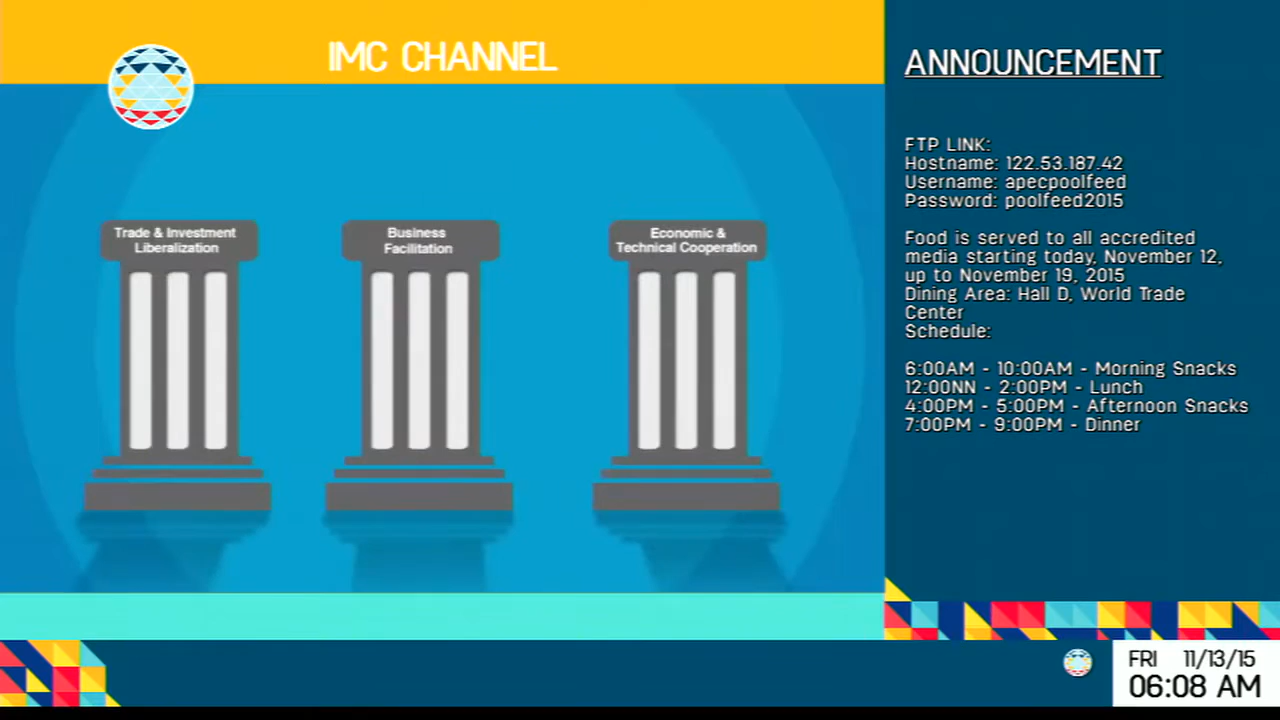 IMC CHANNEL
Trade & Investment
Liberalization
Business
Facilitation
Economic &
Technical Cooperation
ANNOUNCEMENT
FTP LINK:
Hostname: 122.53.187.42
Username: apecpoolfeed
Password: poolfeed2015
Food is served to all accredited
media starting today, November 12,
up to November 19, 2015
Dining Area: Hall D, World Trade
Center
Schedule:
6:00AM - 10:00AM - Morning Snacks
12:00NN - 2:00PM - Lunch
4:00PM - 5:00PM - Afternoon Snacks
7:00PM - 9:00PM - Dinner
FRI 11/13/15
06:08 AM